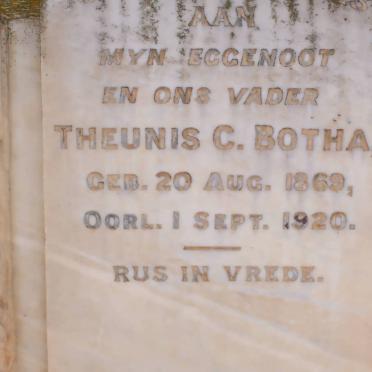 AAN
MYN EGGENOOT
EN ONS VADER
THEUNIS C. BOTHA,
GEB. 20 AUG. 1869,
OORL. 1 SEPT. 1920.
RUS IN VREDE.